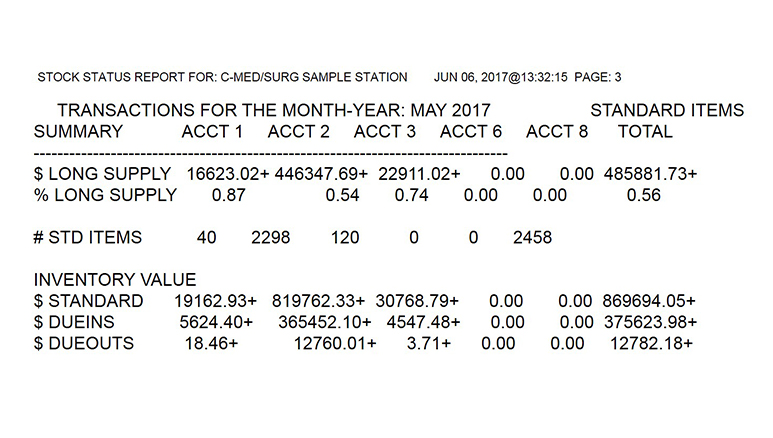 STOCK STATUS REPORT FOR: C-MED/SURG SAMPLE STATION JUN 06, 2017@13:32:15 PAGE: 3
TRANSACTIONS FOR THE MONTH-YEAR: MAY 2017 STANDARD ITEMS
SUMMARY ACCT 1 ACCT 2 ACCT 3 ACCT 6 ACCT 8 TOTAL
--------------------------------------------------------------------------------
$ LONG SUPPLY 16623.02+ 446347.69+ 22911.02+ 0.00 0.00 485881.73+
% LONG SUPPLY 0.87 0.54 0.74 0.00 0.00 0.56
# STD ITEMS 40 2298 120 0 0 2458
INVENTORY VALUE
$ STANDARD 19162.93+ 819762.33+ 30768.79+ 0.00 0.00 869694.05+
$ DUEINS 5624.40+ 365452.10+ 4547.48+ 0.00 0.00 375623.98+
$ DUEOUTS 18.46+ 12760.01+ 3.71+ 0.00 0.00 12782.18+